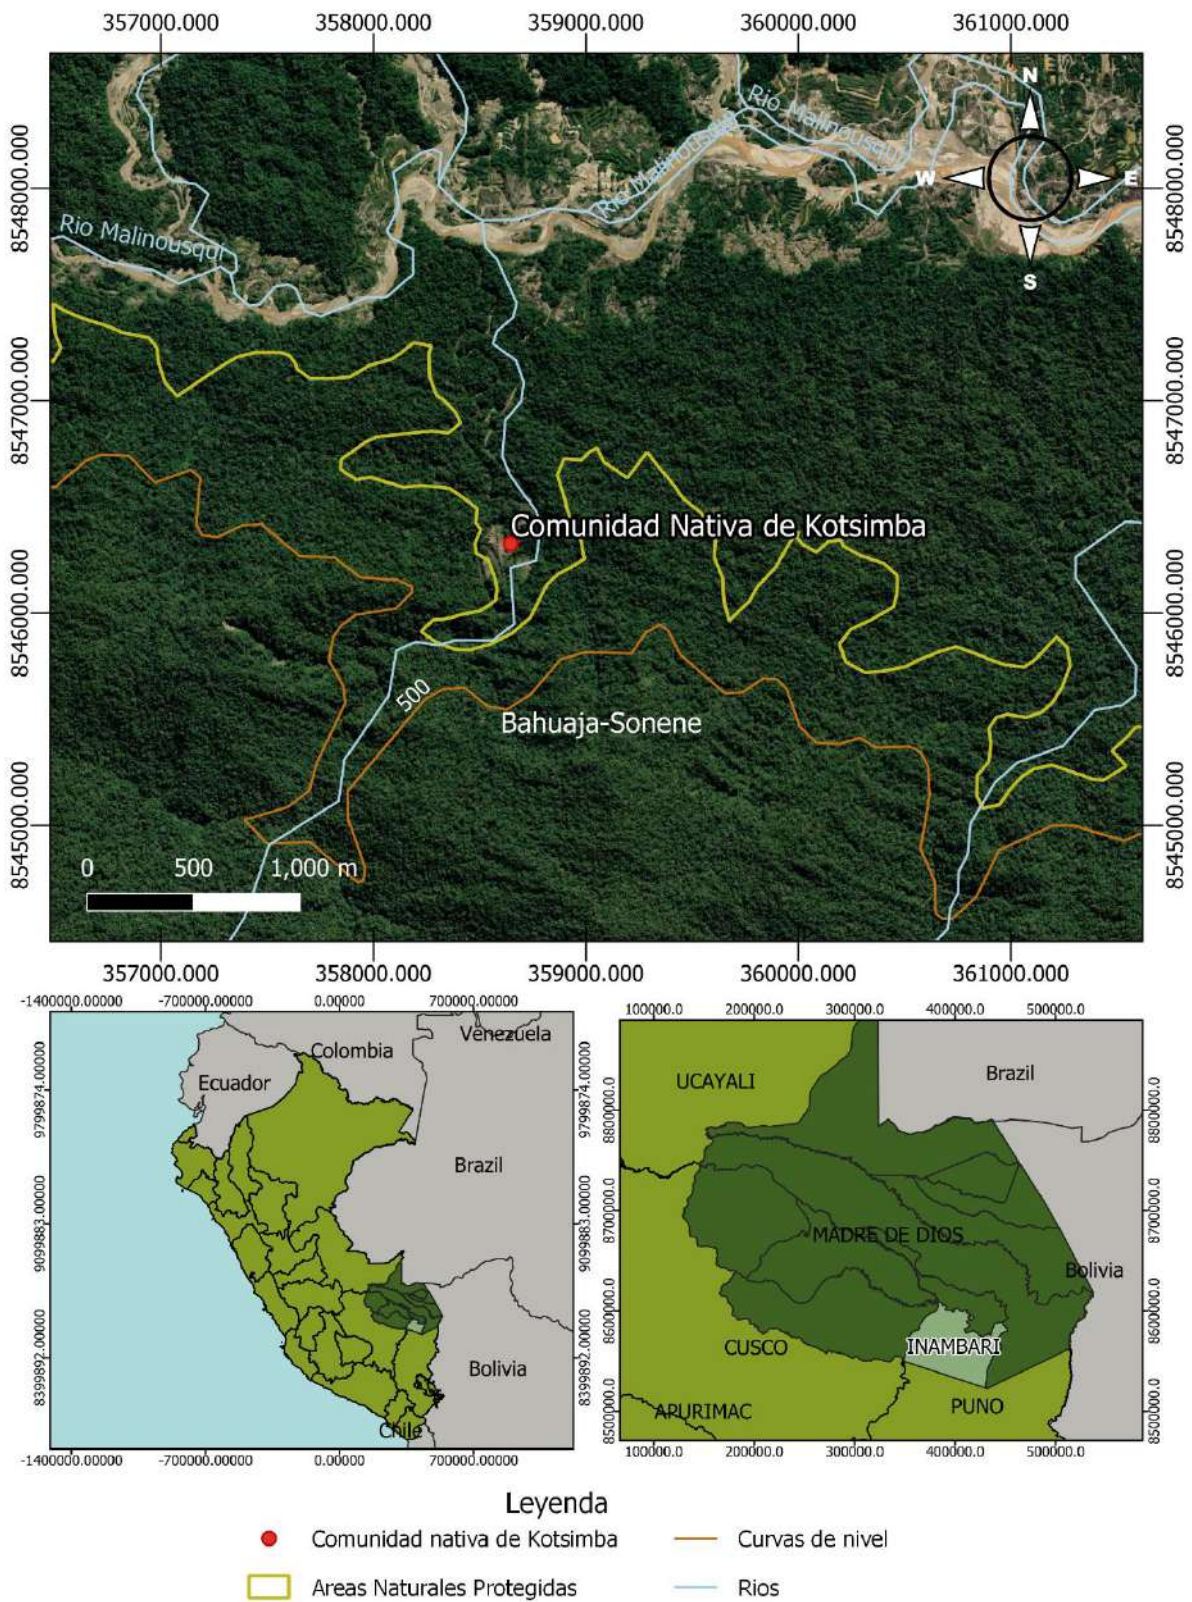 357000.000 358000.000 359000.000 360000.000 361000.000
N
Rio Malinousqui
Rio Malinousqui
8548000.000
W
E
8548000.000
Rio Malinousqui
S
8547000.000
8547000.000
Comunidad Nativa de Kotsimba
8546000.000
8546000.000
500
Bahuaja-Sonene
8545000.000
8545000.000
0 500 1,000 m
357000.000 358000.000 359000.000 360000.000 361000.000
-1400000.00000 -700000.00000 0.00000 700000.00000
Venezuela
Colombia
Ecuador
9799874.00000
9799874.00000
Brazil
9099883.00000
9099883.00000
8399892.00000
8399892.00000
Bolivia
Chile
-1400000.00000 -700000.00000 0.00000 700000.00000
100000.0 200000.0 300000.0 400000.0 500000.0
UCAYALI
Brazil
8800000.0
8800000.0
8700000.0
8700000.0
MADRE DE DIOS
Bolivia
8600000.0
8600000.0
CUSCO
INAMBARI
PUNO
APURIMAC
8500000.0
8500000.0
100000.0 200000.0 300000.0 400000.0 500000.0
Leyenda
Comunidad nativa de Kotsimba
Curvas de nivel
Areas Naturales Protegidas
Rios